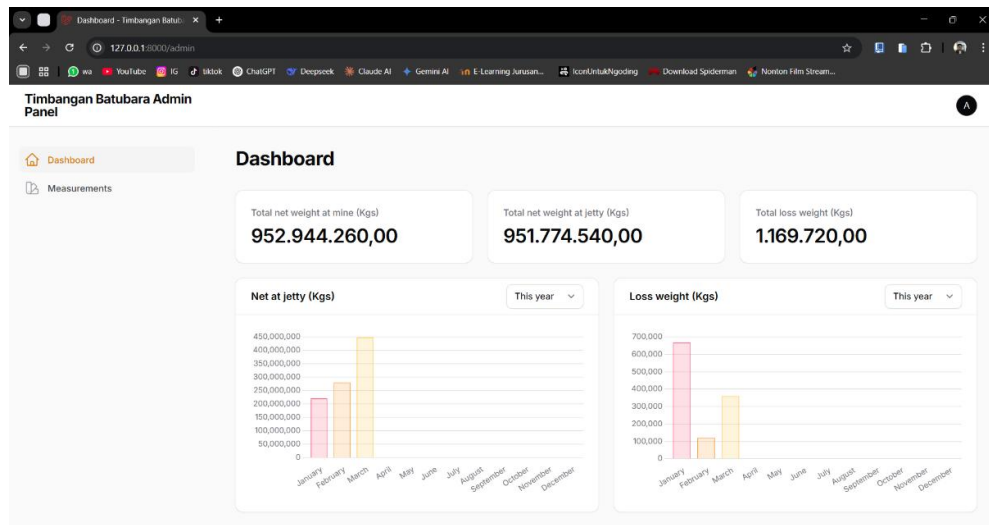 Dashboard - Timbangan Batub
127.0.0.1:8000/admin
wa
YouTube
IG
tiktok
ChatGPT
Deepseek
Claude AI
Gemini AI
E-Learning Jurusan...
IconUntukNgoding
Download Spiderman
Nonton Film Stream...
Timbangan Batubara Admin
Panel
A
Dashboard
Measurements
Dashboard
Total net weight at mine (Kgs)
952.944.260,00
Total net weight at jetty (Kgs)
951.774.540,00
Total loss weight (Kgs)
1.169.720,00
Net at jetty (Kgs)
This year
450,000,000
400,000,000
350,000,000
300,000,000
250,000,000
200,000,000
150,000,000
100,000,000
50,000,000
0
January
February
March
April
May
June
July
August
September
October
November
December
Loss weight (Kgs)
This year
700,000
600,000
500,000
400,000
300,000
200,000
100,000
0
January
February
March
April
May
June
July
August
September
October
November
December